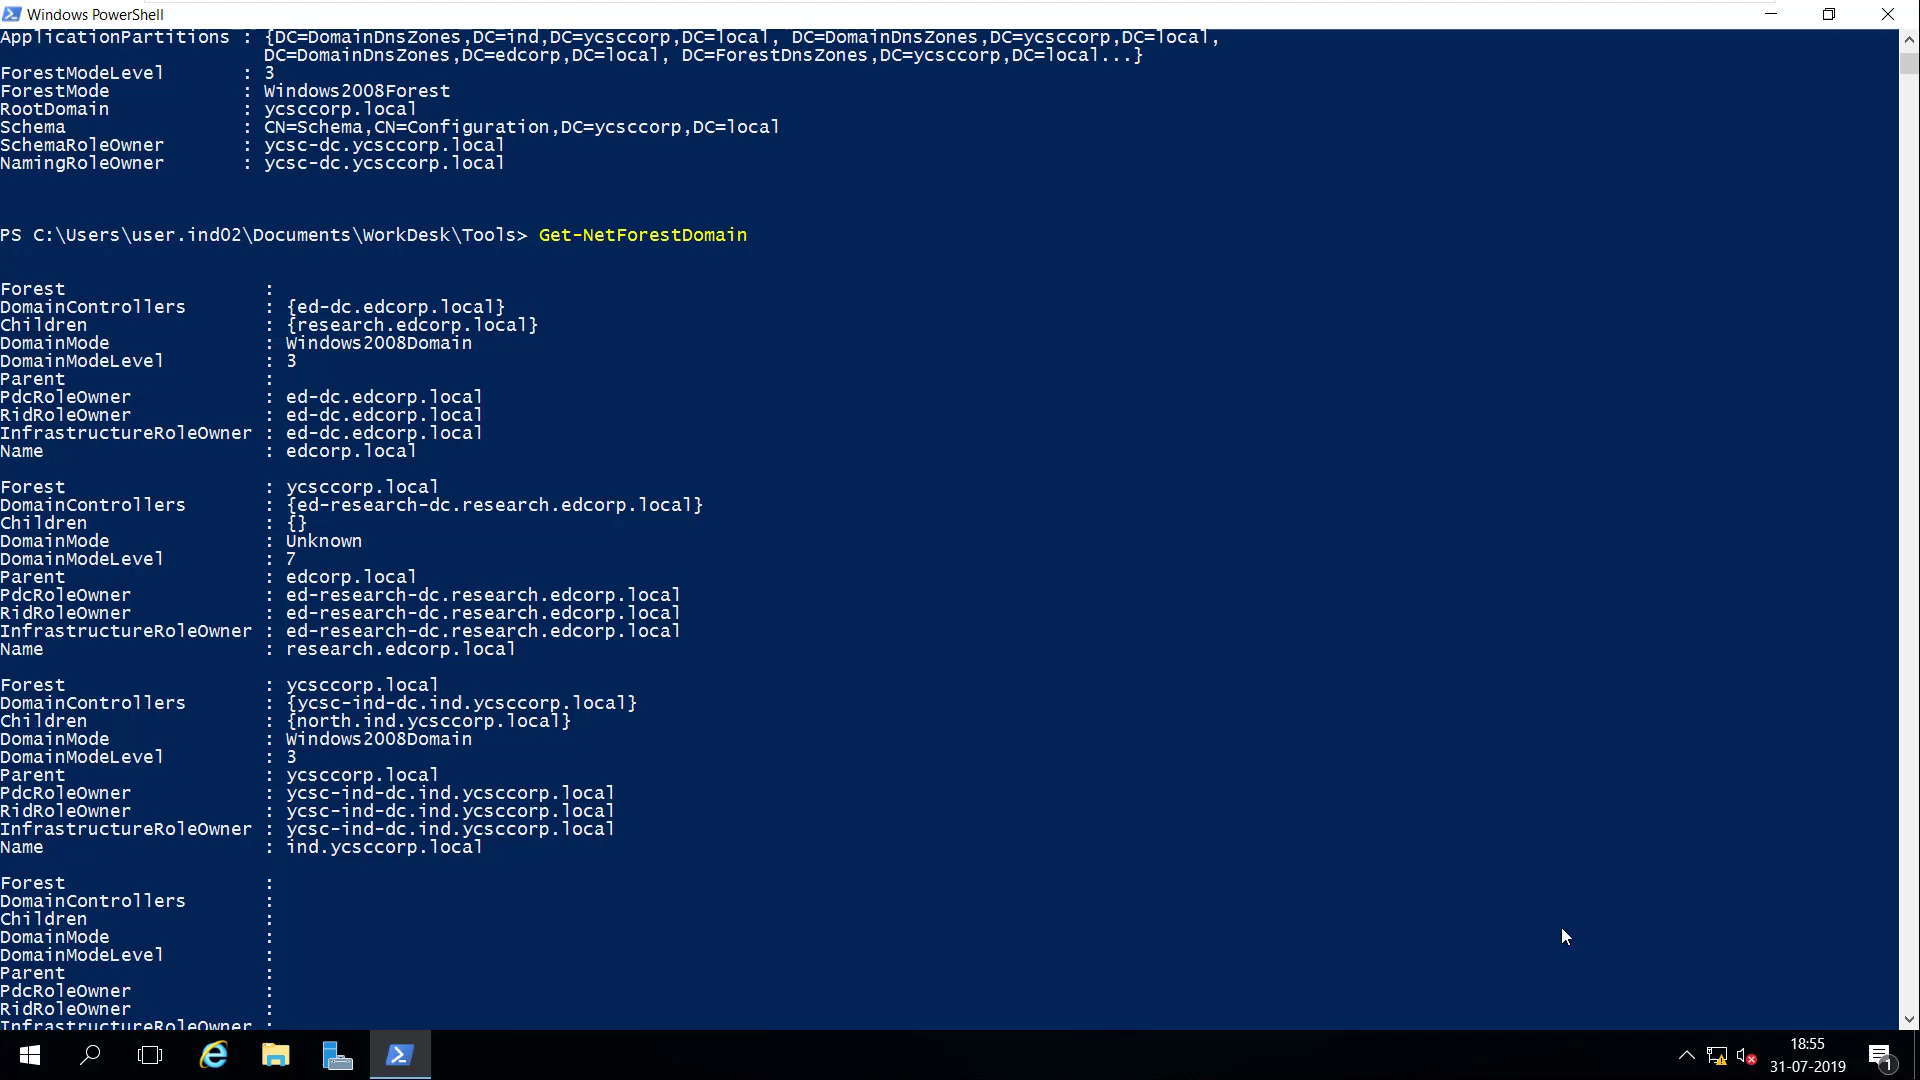 Windows PowerShell
ApplicationPartitions : {DC=DomainDnsZones,DC=ind,DC=ycsccorp,DC=local, DC=DomainDnsZones,DC=ycsccorp,DC=local,
DC=DomainDnsZones,DC=edcorp,DC=local, DC=ForestDnsZones,DC=ycsccorp,DC=local...}
ForestModeLevel : 3
ForestMode : Windows2008Forest
RootDomain : ycsccorp.local
Schema : CN=Schema,CN=Configuration,DC=ycsccorp,DC=local
SchemaRoleOwner : ycsc-dc.ycsccorp.local
NamingRoleOwner : ycsc-dc.ycsccorp.local
PS C:\Users\user.ind02\Documents\WorkDesk\Tools> Get-NetForestDomain
Forest :
DomainControllers : {ed-dc.edcorp.local}
Children : {research.edcorp.local}
DomainMode : Windows2008Domain
DomainModeLevel : 3
Parent :
PdcRoleOwner : ed-dc.edcorp.local
RidRoleOwner : ed-dc.edcorp.local
InfrastructureRoleOwner : ed-dc.edcorp.local
Name : edcorp.local
Forest : ycsccorp.local
DomainControllers : {ed-research-dc.research.edcorp.local}
Children : {}
DomainMode : Unknown
DomainModeLevel : 7
Parent : edcorp.local
PdcRoleOwner : ed-research-dc.research.edcorp.local
RidRoleOwner : ed-research-dc.research.edcorp.local
InfrastructureRoleOwner : ed-research-dc.research.edcorp.local
Name : research.edcorp.local
Forest : ycsccorp.local
DomainControllers : {ycsc-ind-dc.ind.ycsccorp.local}
Children : {north.ind.ycsccorp.local}
DomainMode : Windows2008Domain
DomainModeLevel : 3
Parent : ycsccorp.local
PdcRoleOwner : ycsc-ind-dc.ind.ycsccorp.local
RidRoleOwner : ycsc-ind-dc.ind.ycsccorp.local
InfrastructureRoleOwner : ycsc-ind-dc.ind.ycsccorp.local
Name : ind.ycsccorp.local
Forest :
DomainControllers :
Children :
DomainMode :
DomainModeLevel :
Parent :
PdcRoleOwner :
RidRoleOwner :
InfrastructureRoleOwner :
18:55
31-07-2019
1